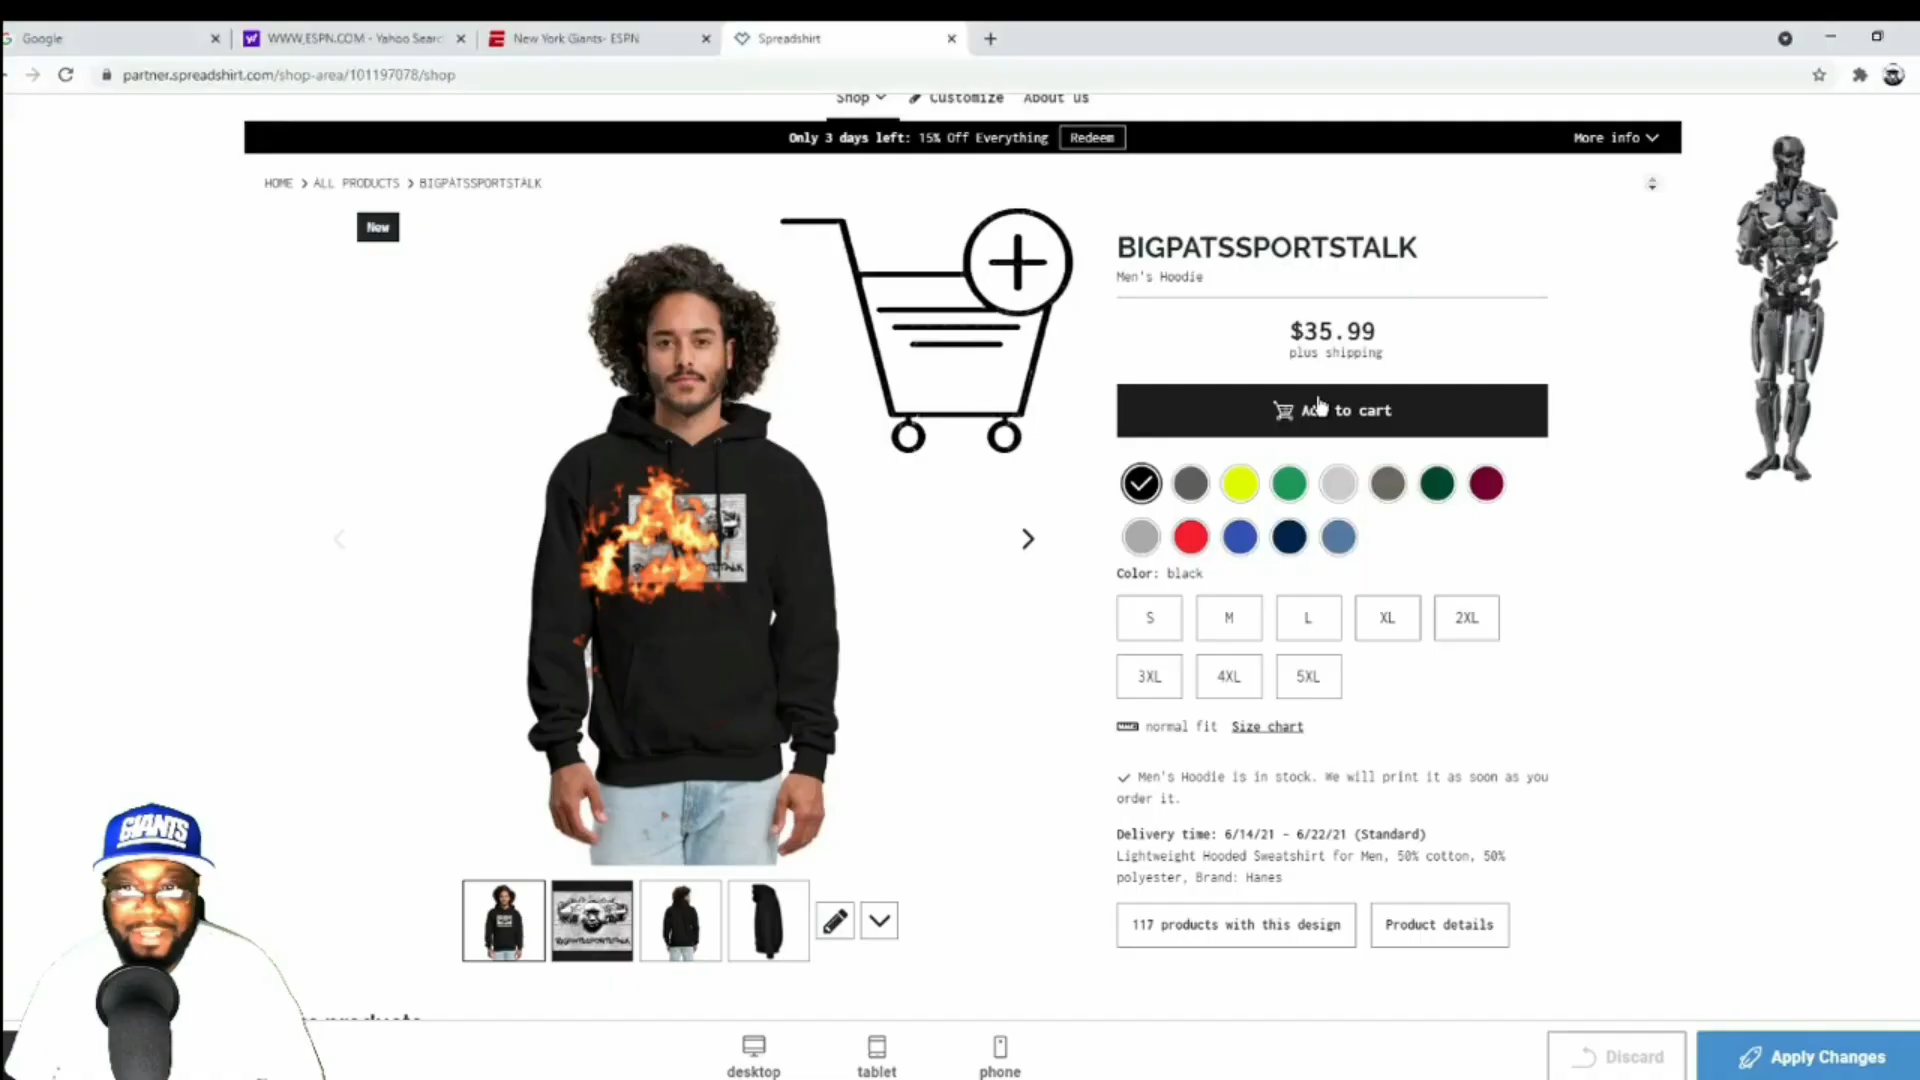 Google
WWW.ESPN.COM - Yahoo Searc
New York Giants- ESPN
Spreadshirt
partner.spreadshirt.com/shop-area/101197078/shop
Shop Customize About us
Only 3 days left: 15% Off Everything Redeem
More info
HOME > ALL PRODUCTS > BIGPATSSPORTSTALK
New
BIGPATSSPORTSTALK
Men's Hoodie
$35.99
plus shipping
Add to cart
Color: black
S M L XL 2XL
3XL 4XL 5XL
normal fit Size chart
Men's Hoodie is in stock. We will print it as soon as you
order it.
Delivery time: 6/14/21 - 6/22/21 (Standard)
Lightweight Hooded Sweatshirt for Men, 50% cotton, 50%
polyester, Brand: Hanes
117 products with this design
Product details
BIGPATSSPORTSTALK
GIANTS
products
desktop
tablet
phone
Discard
Apply Changes